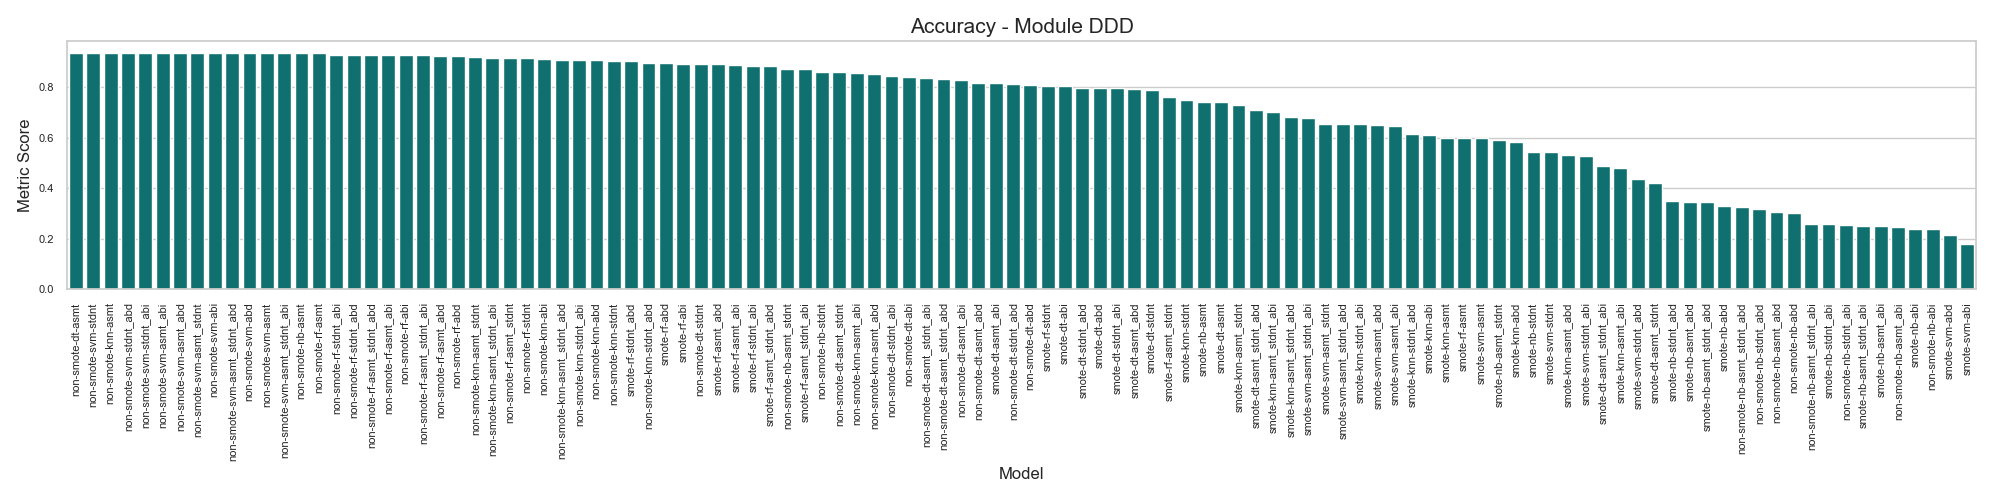 Accuracy - Module DDD
Metric Score
0.8
0.6
0.4
0.2
0.0
non-smote-dt-asmt
non-smote-svm-stdnt
non-smote-knn-asmt
non-smote-svm-stdnt_abd
non-smote-svm-stdnt_abi
non-smote-svm-asmt_abi
non-smote-svm-asmt_abd
non-smote-svm-asmt_stdnt
non-smote-svm-abi
non-smote-svm-asmt_stdnt_abd
non-smote-svm-abd
non-smote-svm-asmt
non-smote-svm-asmt_stdnt_abi
non-smote-nb-asmt
non-smote-rf-asmt
non-smote-rf-stdnt_abi
non-smote-rf-stdnt_abd
non-smote-rf-asmt_stdnt_abd
non-smote-rf-asmt_abi
non-smote-rf-abi
non-smote-rf-asmt_stdnt_abi
non-smote-rf-asmt_abd
non-smote-rf-abd
non-smote-knn-asmt_stdnt
non-smote-knn-asmt_stdnt_abi
non-smote-rf-asmt_stdnt
non-smote-rf-stdnt
non-smote-knn-abi
non-smote-knn-asmt_stdnt_abd
non-smote-knn-stdnt_abi
non-smote-knn-abd
non-smote-knn-stdnt
smote-rf-stdnt_abd
non-smote-knn-stdnt_abd
smote-rf-abd
smote-rf-abi
non-smote-dt-stdnt
smote-rf-asmt_abd
smote-rf-asmt_abi
smote-rf-stdnt_abi
smote-rf-asmt_stdnt_abd
non-smote-nb-asmt_stdnt
smote-rf-asmt_stdnt_abi
non-smote-nb-stdnt
non-smote-dt-asmt_stdnt
non-smote-knn-asmt_abi
non-smote-knn-asmt_abd
non-smote-dt-stdnt_abi
non-smote-dt-abi
non-smote-dt-asmt_stdnt_abi
non-smote-dt-asmt_stdnt_abd
non-smote-dt-asmt_abi
non-smote-dt-asmt_abd
smote-dt-asmt_abi
non-smote-dt-stdnt_abd
non-smote-dt-abd
smote-rf-stdnt
smote-dt-abi
smote-dt-stdnt_abd
smote-dt-abd
smote-dt-stdnt_abi
smote-dt-asmt_abd
smote-dt-stdnt
smote-rf-asmt_stdnt
smote-knn-stdnt
smote-nb-asmt
smote-dt-asmt
smote-knn-asmt_stdnt
smote-dt-asmt_stdnt_abd
smote-knn-asmt_stdnt_abi
smote-knn-asmt_stdnt_abd
smote-svm-asmt_stdnt_abi
smote-svm-asmt_stdnt
smote-svm-asmt_stdnt_abd
smote-knn-stdnt_abi
smote-svm-asmt_abd
smote-svm-asmt_abi
smote-knn-stdnt_abd
smote-knn-abi
smote-knn-asmt
smote-rf-asmt
smote-svm-asmt
smote-nb-asmt_stdnt
smote-knn-abd
smote-nb-stdnt
smote-svm-stdnt
smote-knn-asmt_abd
smote-svm-stdnt_abi
smote-dt-asmt_stdnt_abi
smote-knn-asmt_abi
smote-svm-stdnt_abd
smote-dt-asmt_stdnt
smote-nb-stdnt_abd
smote-nb-asmt_abd
smote-nb-asmt_stdnt_abd
smote-nb-abd
non-smote-nb-asmt_stdnt_abd
non-smote-nb-stdnt_abd
non-smote-nb-asmt_abd
non-smote-nb-abd
non-smote-nb-asmt_stdnt_abi
smote-nb-stdnt_abi
non-smote-nb-stdnt_abi
smote-nb-asmt_stdnt_abi
smote-nb-asmt_abi
non-smote-nb-asmt_abi
smote-nb-abi
non-smote-nb-abi
smote-svm-abd
smote-svm-abi
Model